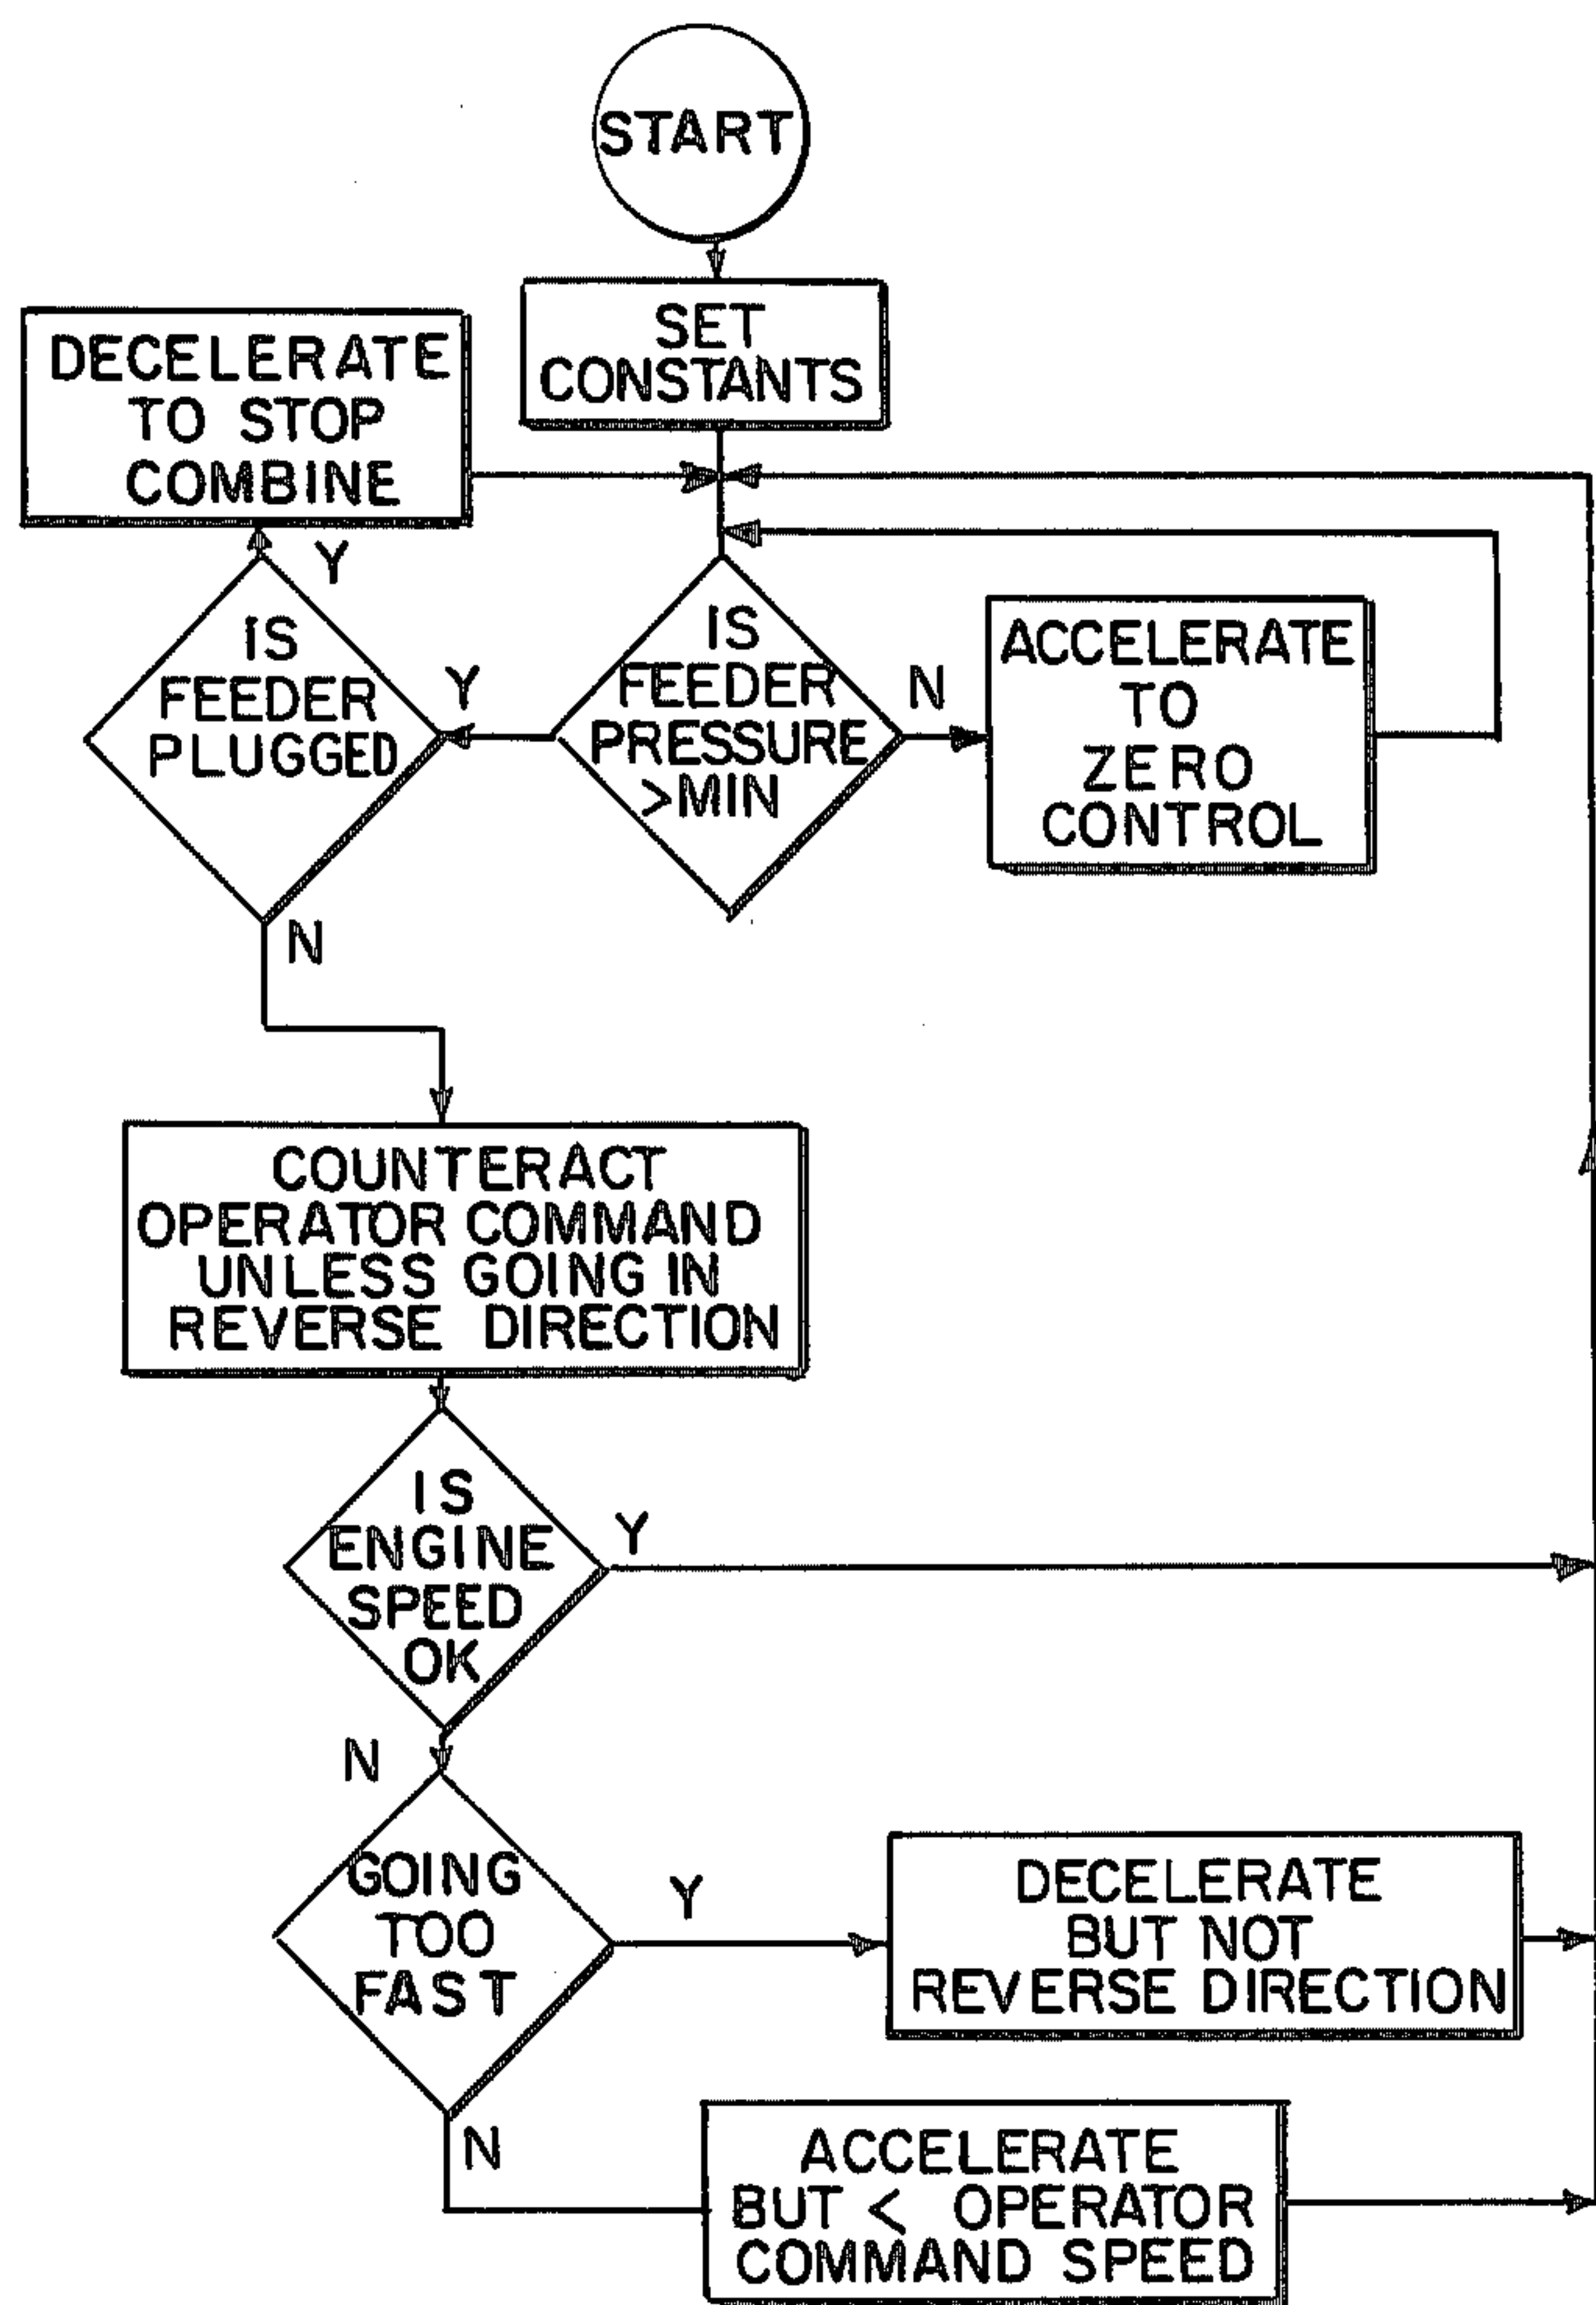 START
SET
CONSTANTS
DECELERATE
TO STOP
COMBINE
Y
IS
FEEDER
PLUGGED
Y
IS
FEEDER
PRESSURE
>MIN
N
ACCELERATE
TO
ZERO
CONTROL
N
COUNTERACT
OPERATOR COMMAND
UNLESS GOING IN
REVERSE DIRECTION
IS
ENGINE
SPEED
OK
Y
N
GOING
TOO
FAST
Y
DECELERATE
BUT NOT
REVERSE DIRECTION
N
ACCELERATE
BUT < OPERATOR
COMMAND SPEED